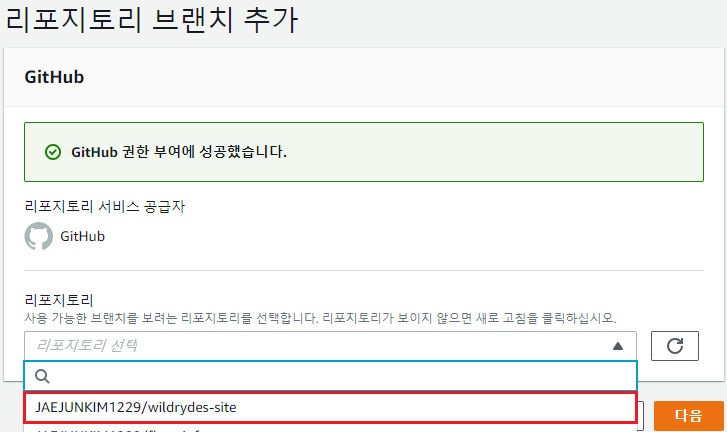 리포지토리 브랜치 추가
GitHub
GitHub 권한 부여에 성공했습니다.
리포지토리 서비스 공급자
GitHub
리포지토리
사용 가능한 브랜치를 보려는 리포지토리를 선택합니다. 리포지토리가 보이지 않으면 새로 고침을 클릭하십시오.
리포지토리 선택
JAEJUNKIM1229/wildrydes-site
다음